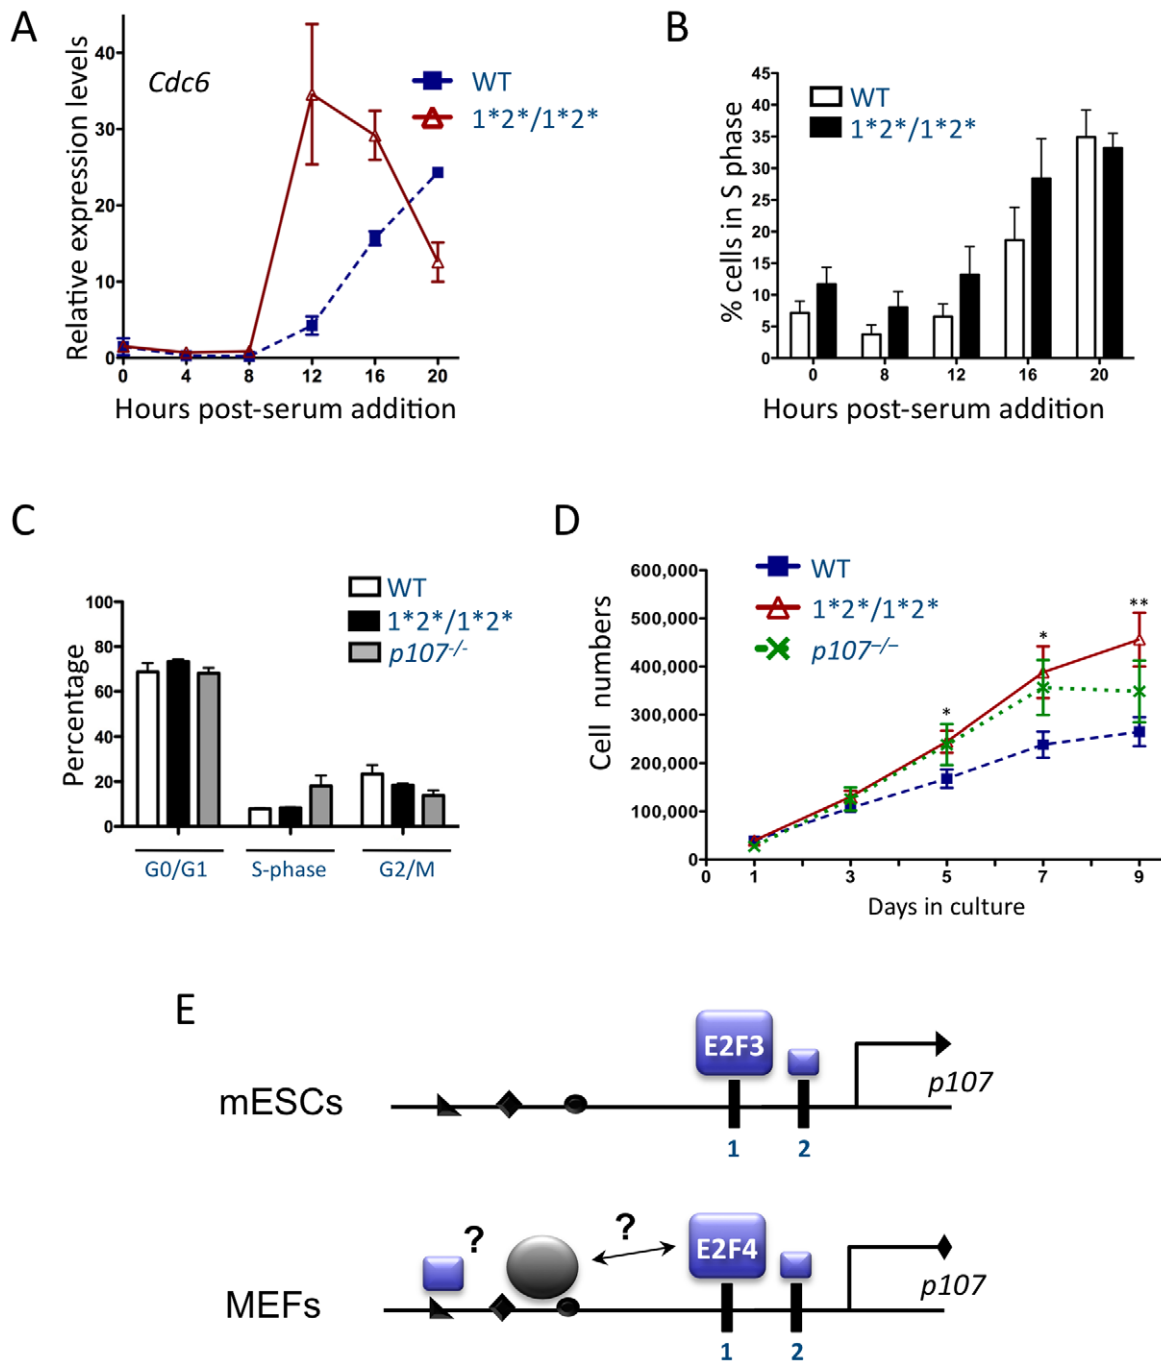 A
Relative expression levels
Cdc6
WT
1*2*/1*2*
40
30
20
10
0
0 4 8 12 16 20
Hours post-serum addition
B
% cells in S phase
WT
1*2*/1*2*
45
40
35
30
25
20
15
10
5
0
0 8 12 16 20
Hours post-serum addition
C
Percentage
WT
1*2*/1*2*
p107-/-
100
80
60
40
20
0
G0/G1 S-phase G2/M
D
Cell numbers
WT
1*2*/1*2*
p107–/–
600,000
500,000
400,000
300,000
200,000
100,000
0
* * **
0 1 3 5 7 9
Days in culture
E
mESCs
E2F3
p107
1 2
MEFs
? ?
E2F4
p107
1 2